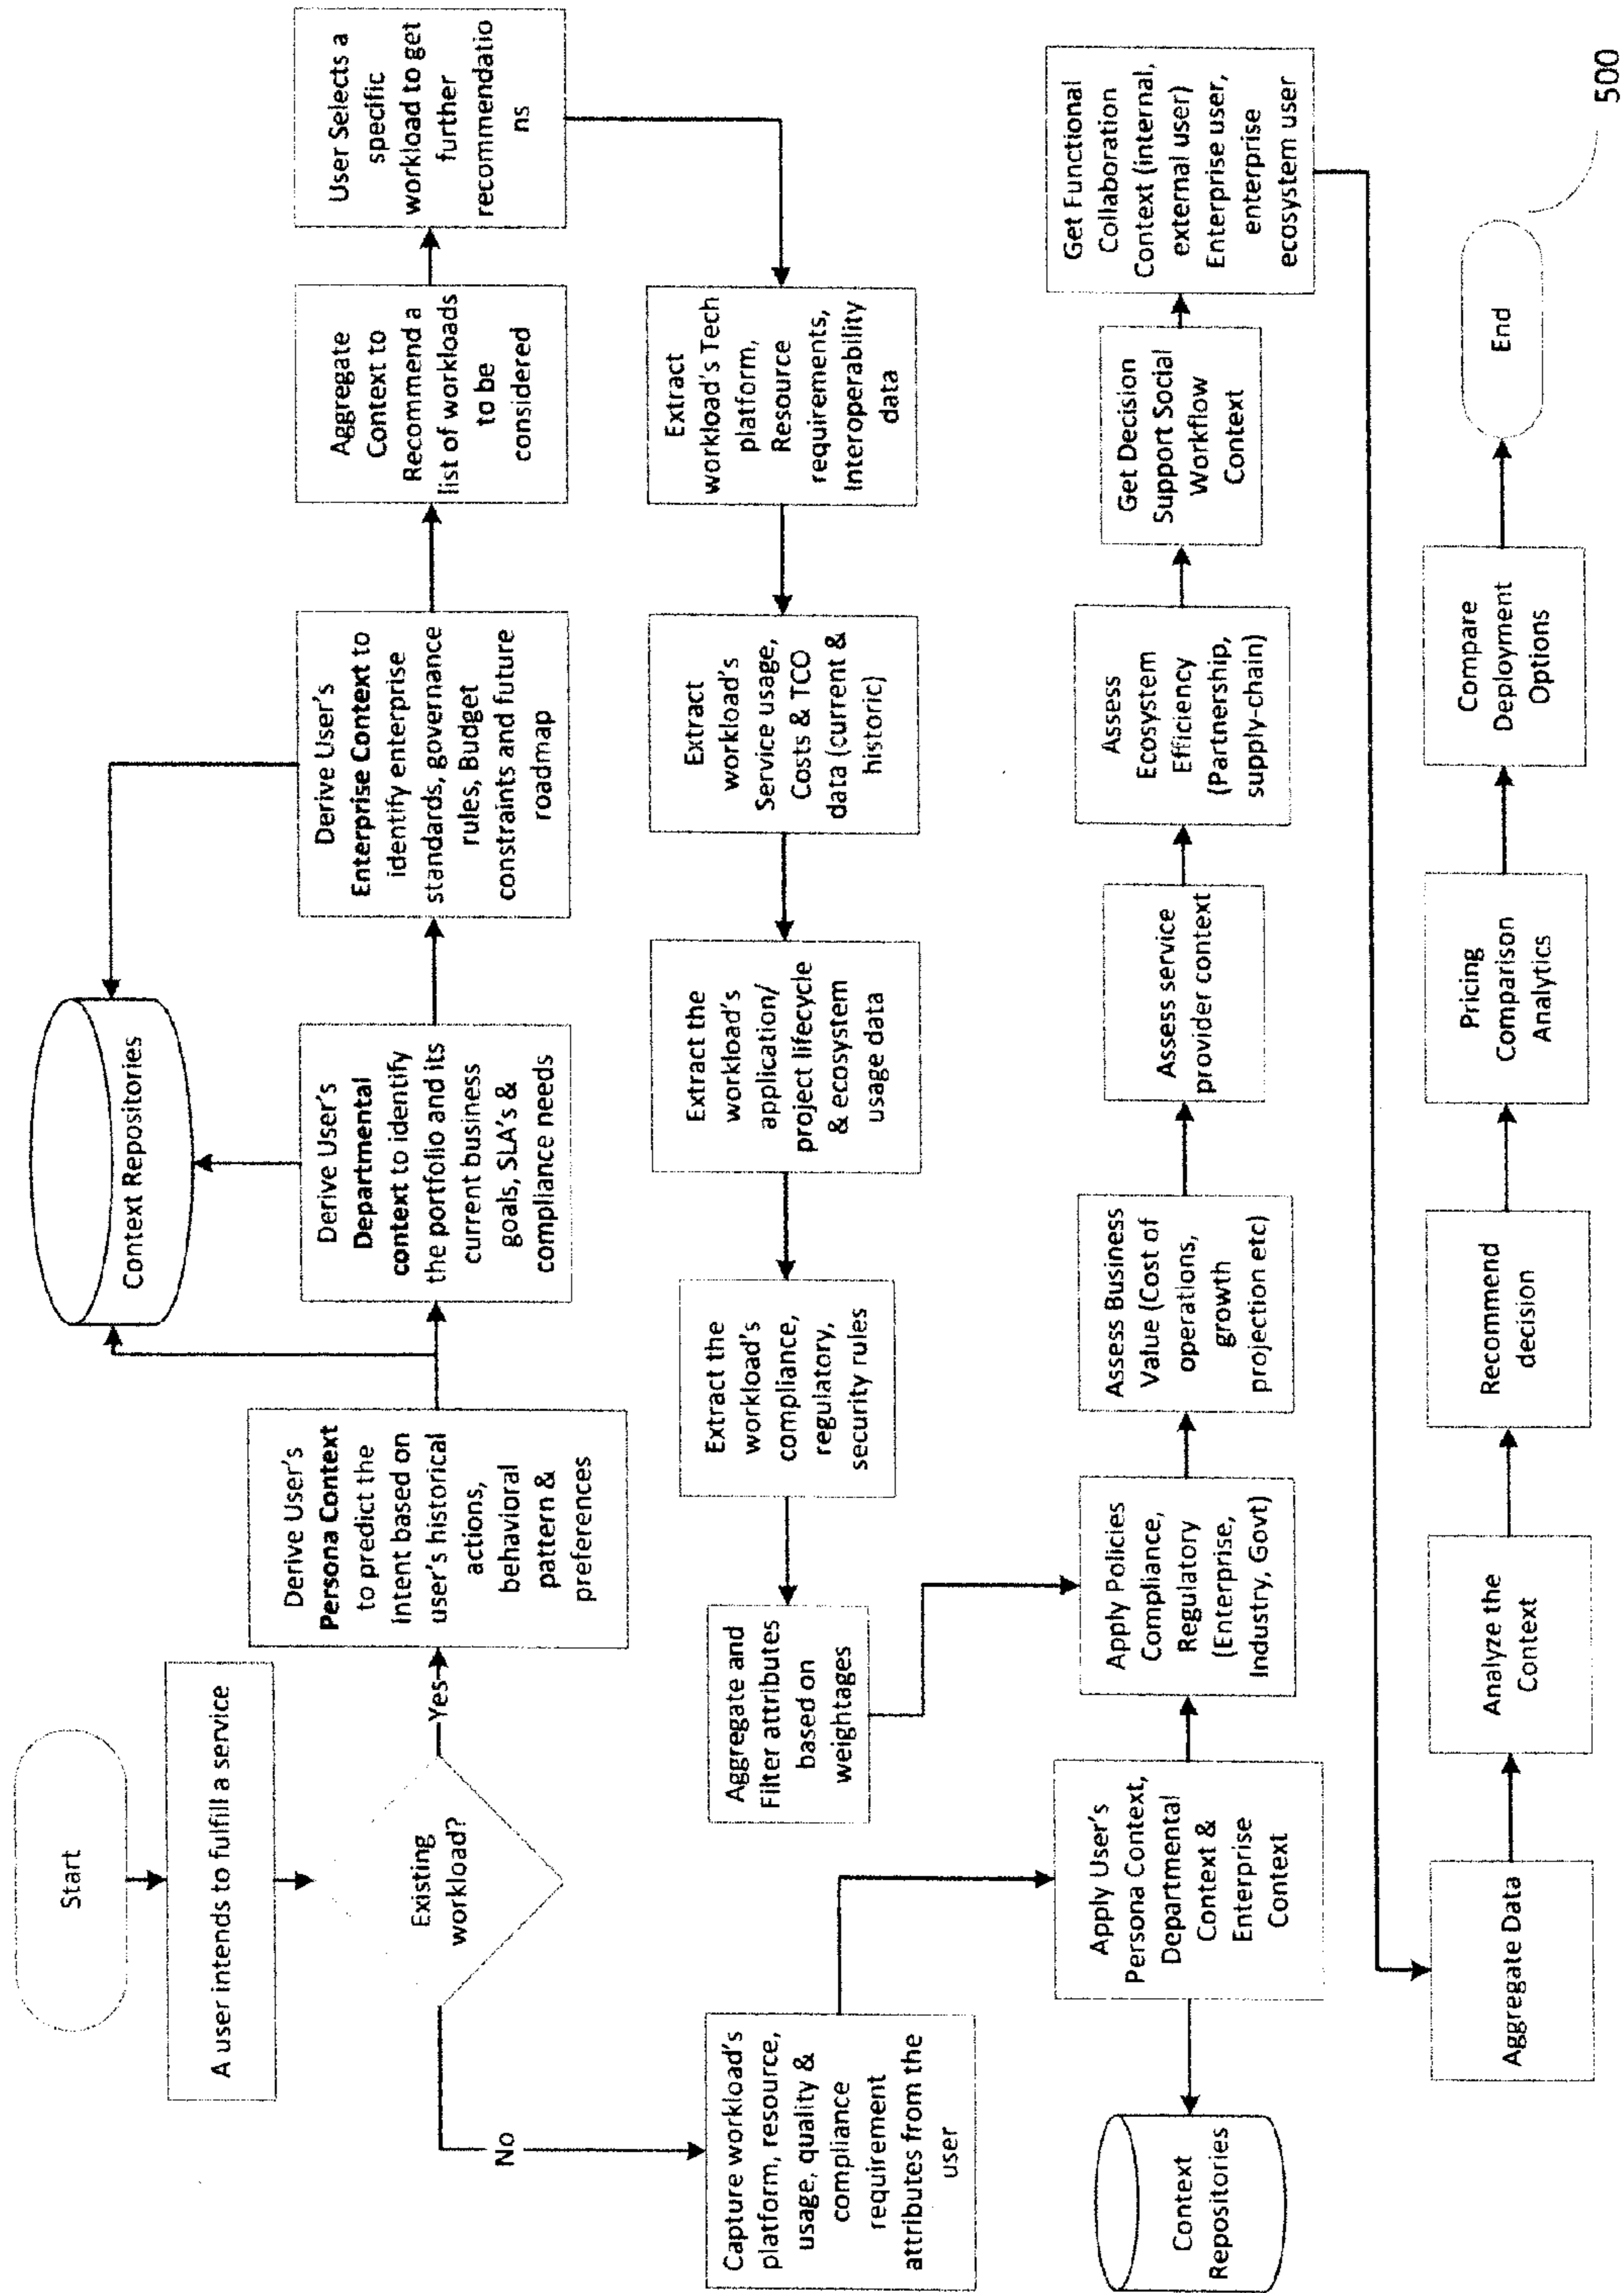 Start
A user intends to fulfill a service
Existing
workload?
Yes
No
Derive User's
Persona Context
to predict the
intent based on
user's historical
actions,
behavioral
pattern &
preferences
Context Repositories
Derive User's
Departmental
context to identify
the portfolio and its
current business
goals, SLA's &
compliance needs
Derive User's
Enterprise Context to
identify enterprise
standards, governance
rules, Budget
constraints and future
roadmap
Aggregate
Context to
Recommend a
list of workloads
to be
considered
User Selects a
specific
workload to get
further
recommendatio
ns
Extract
workload's Tech
platform,
Resource
requirements,
Interoperability
data
Extract
workload's
Service usage,
Costs & TCO
data (current &
historic)
Extract the
workload's
application/
project lifecycle
& ecosystem
usage data
Extract the
workload's
compliance,
regulatory,
security rules
Aggregate and
Filter attributes
based on
weightages
Capture workload's
platform, resource,
usage, quality &
compliance
requirement
attributes from the
user
Context
Repositories
Apply User's
Persona Context,
Departmental
Context &
Enterprise
Context
Apply Policies
Compliance,
Regulatory
(Enterprise,
Industry, Govt)
Assess Business
Value (Cost of
operations,
growth
projection etc)
Assess service
provider context
Assess
Ecosystem
Efficiency
(Partnership,
supply-chain)
Get Decision
Support Social
Workflow
Context
Get Functional
Collaboration
Context (internal,
external user)
Enterprise user,
enterprise
ecosystem user
Aggregate Data
Analyze the
Context
Recommend
decision
Pricing
Comparison
Analytics
Compare
Deployment
Options
End
500